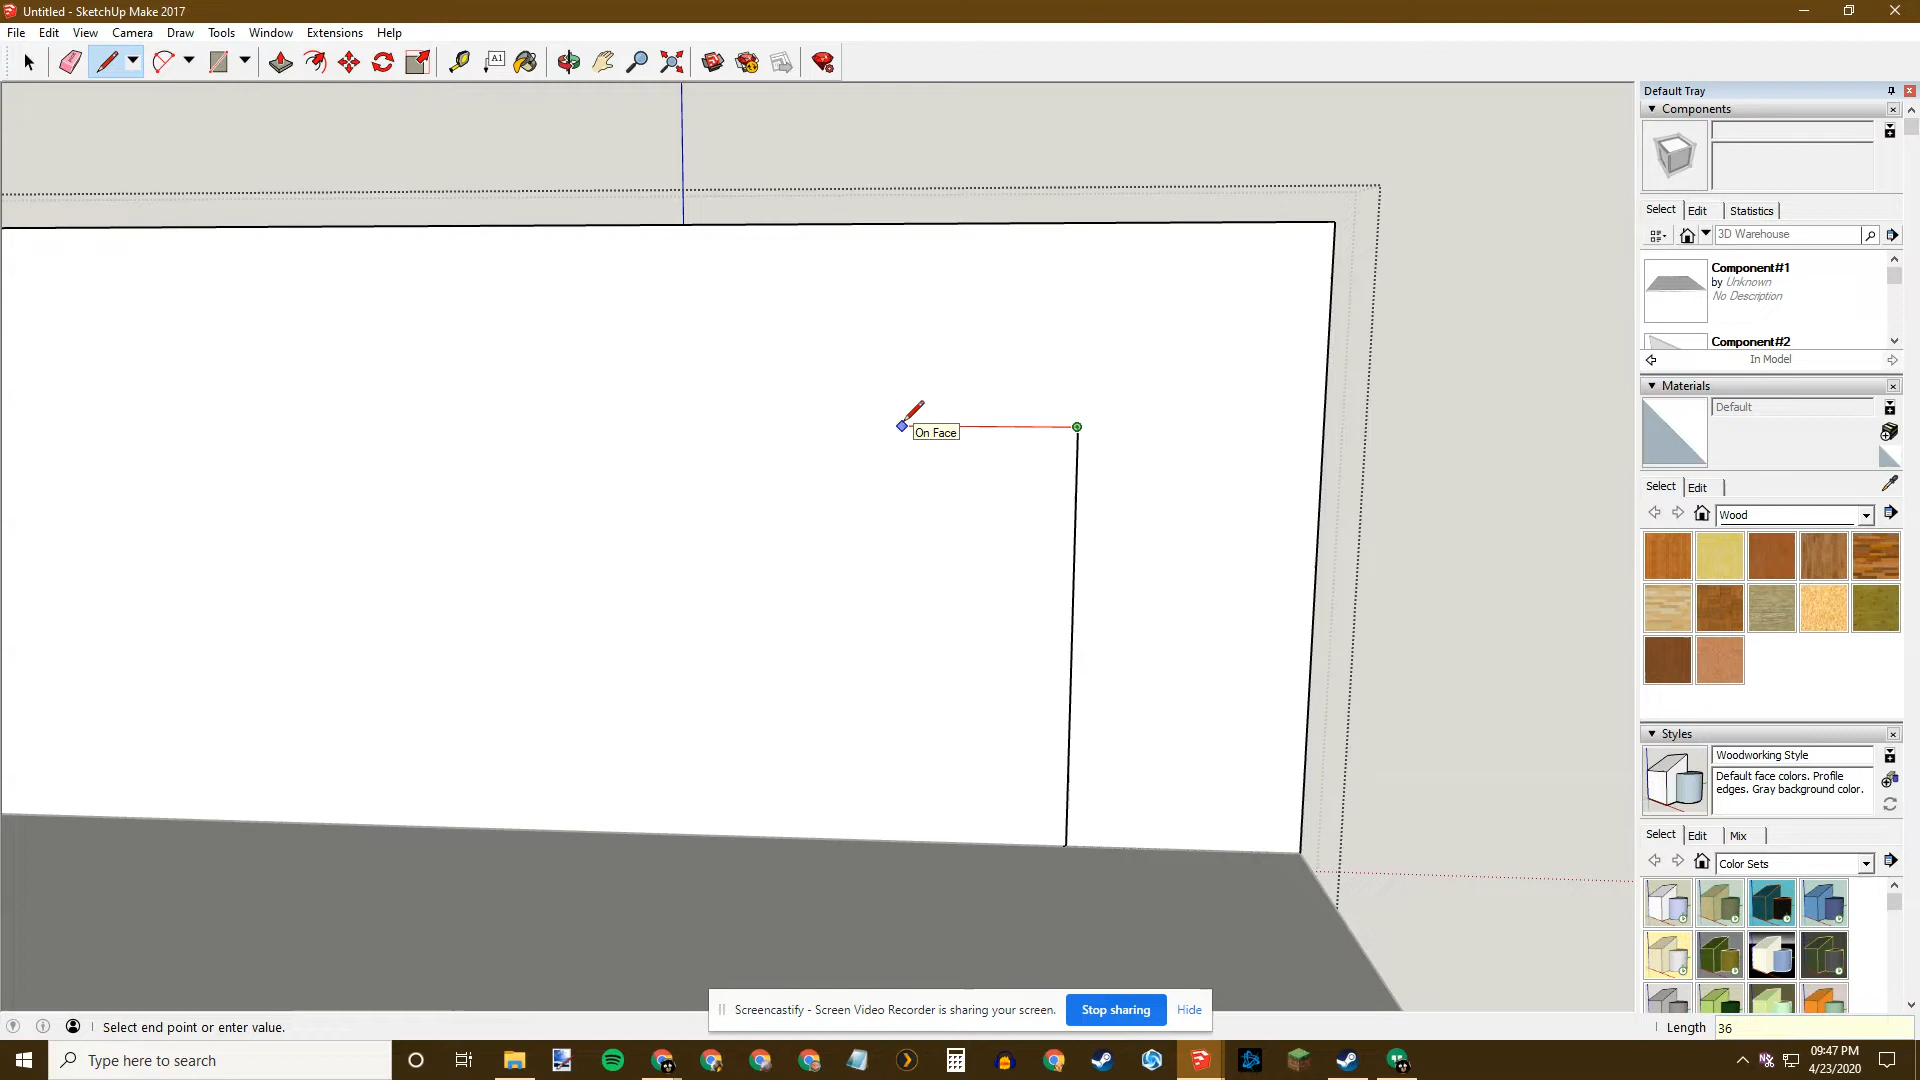 Untitled - SketchUp Make 2017
File Edit View Camera Draw Tools Window Extensions Help
A1
Default Tray
Components
Select Edit Statistics
3D Warehouse
Component#1
by Unknown
No Description
Component#2
In Model
Materials
Default
Select Edit
Wood
On Face
Styles
Woodworking Style
Default face colors. Profile
edges. Gray background color.
Select Edit Mix
Color Sets
Screencastify - Screen Video Recorder is sharing your screen. Stop sharing Hide
Select end point or enter value.
Length 36
Type here to search
09:47 PM
4/23/2020